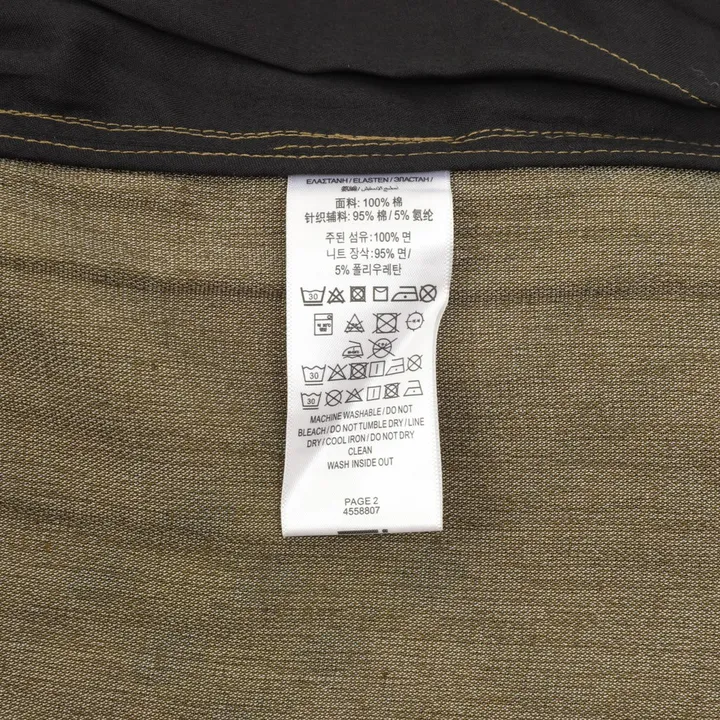 ΕΛΑΣΤΑΝΗ / ELASTEN / ЭЛАСТАН /
面料: 100% 棉
针织辅料: 95% 棉 / 5% 氨纶
주된 섬유: 100% 면
니트 장식: 95% 면 /
5% 폴리우레탄
30
30
30
MACHINE WASHABLE / DO NOT
BLEACH / DO NOT TUMBLE DRY / LINE
DRY / COOL IRON / DO NOT DRY
CLEAN
WASH INSIDE OUT
PAGE 2
4558807